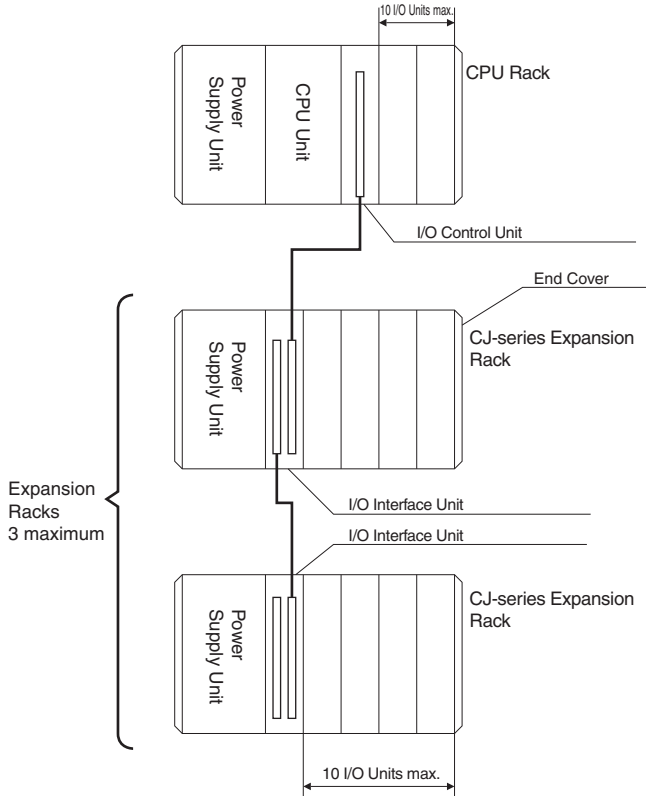 10 I/O Units max.
CPU Rack
Power
Supply Unit
CPU Unit
I/O Control Unit
End Cover
CJ-series Expansion
Rack
Power
Supply Unit
I/O Interface Unit
Expansion
Racks
3 maximum
I/O Interface Unit
CJ-series Expansion
Rack
Power
Supply Unit
10 I/O Units max.